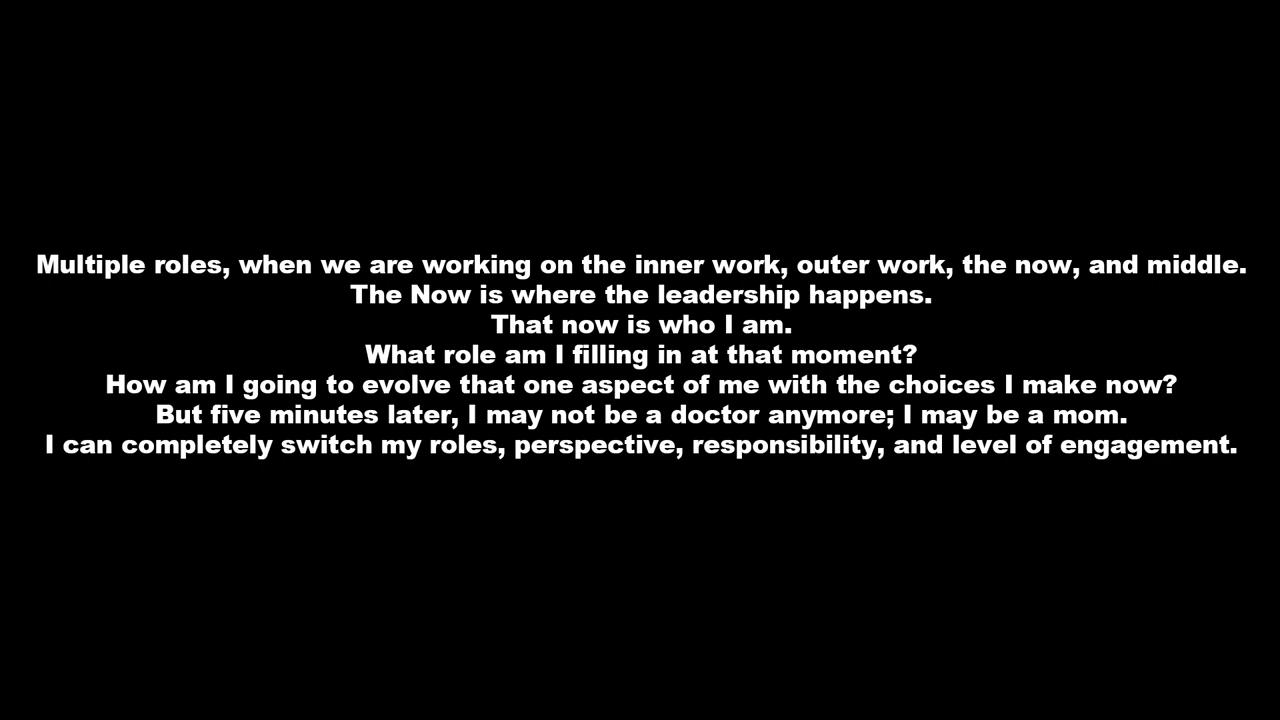 Multiple roles, when we are working on the inner work, outer work, the now, and middle.
The Now is where the leadership happens.
That now is who I am.
What role am I filling in at that moment?
How am I going to evolve that one aspect of me with the choices I make now?
But five minutes later, I may not be a doctor anymore; I may be a mom.
I can completely switch my roles, perspective, responsibility, and level of engagement.